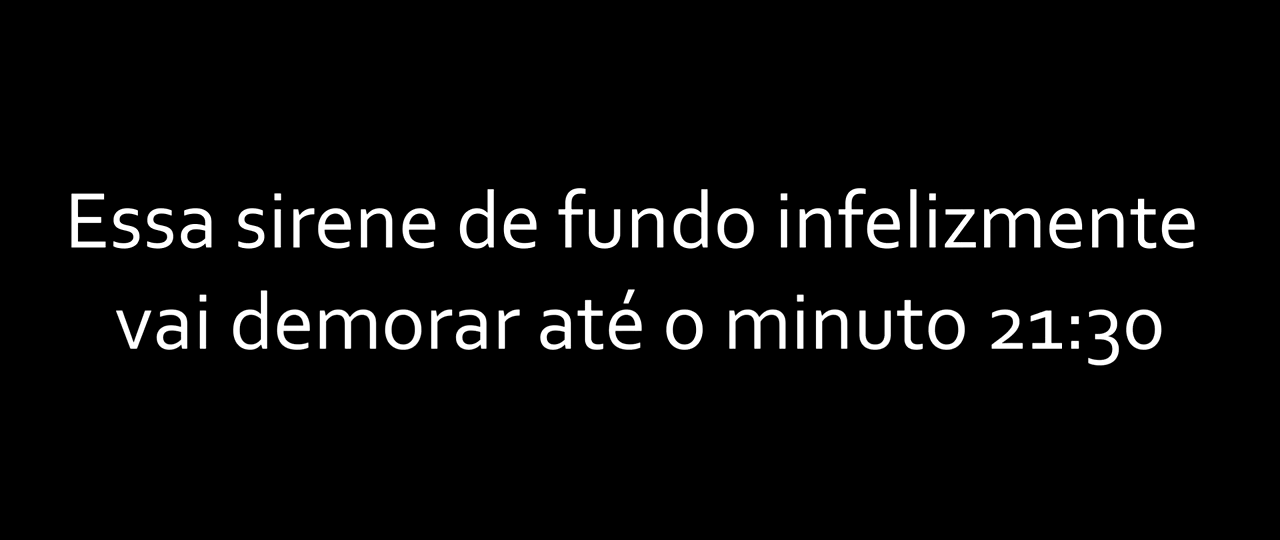 Essa sirene de fundo infelizmente
vai demorar até o minuto 21:30